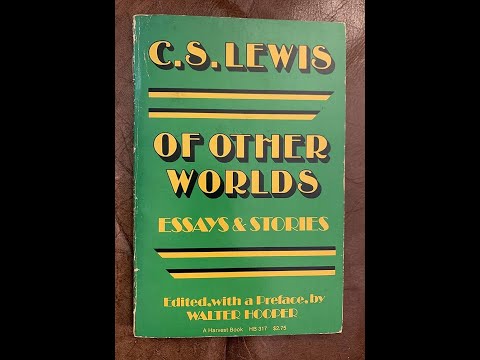 C.S. LEWIS
OF OTHER
WORLDS
ESSAYS & STORIES
Edited, with a Preface, by
WALTER HOOPER
A Harvest Book HB 317 $2.75